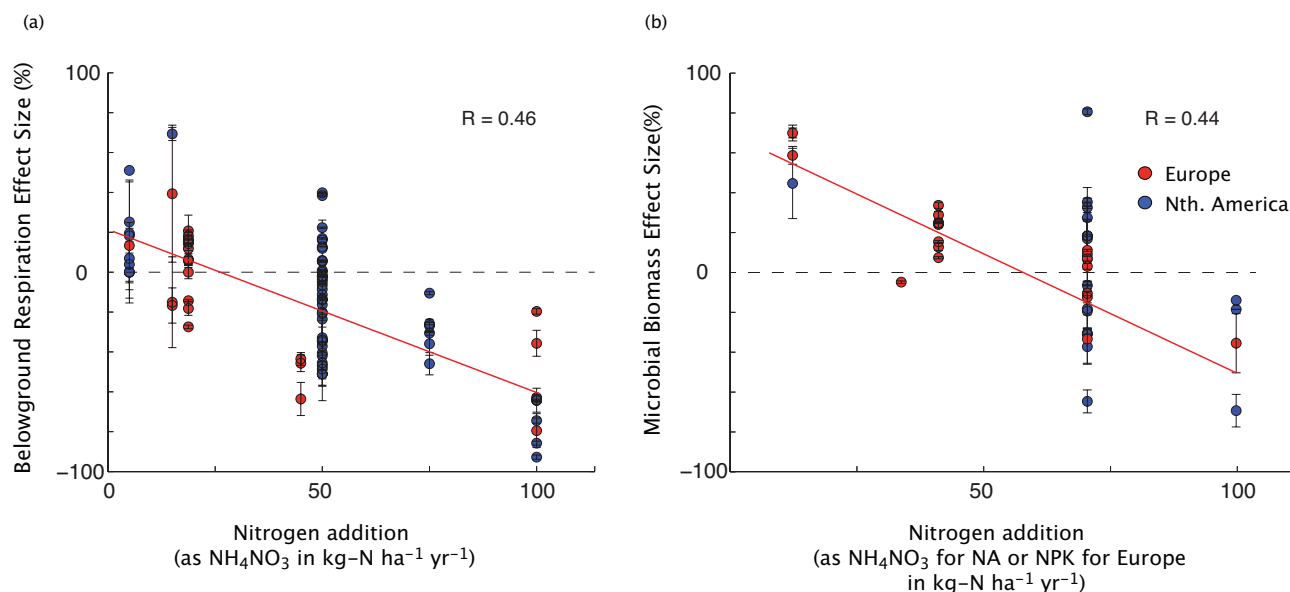 (a)
Belowground Respiration Effect Size (%)
100
0
−100
R = 0.46
0
50
100
Nitrogen addition
(as NH₄NO₃ in kg–N ha⁻¹ yr⁻¹)
(b)
Microbial Biomass Effect Size(%)
100
0
−100
R = 0.44
Europe
Nth. America
50
100
Nitrogen addition
(as NH₄NO₃ for NA or NPK for Europe
in kg–N ha⁻¹ yr⁻¹)